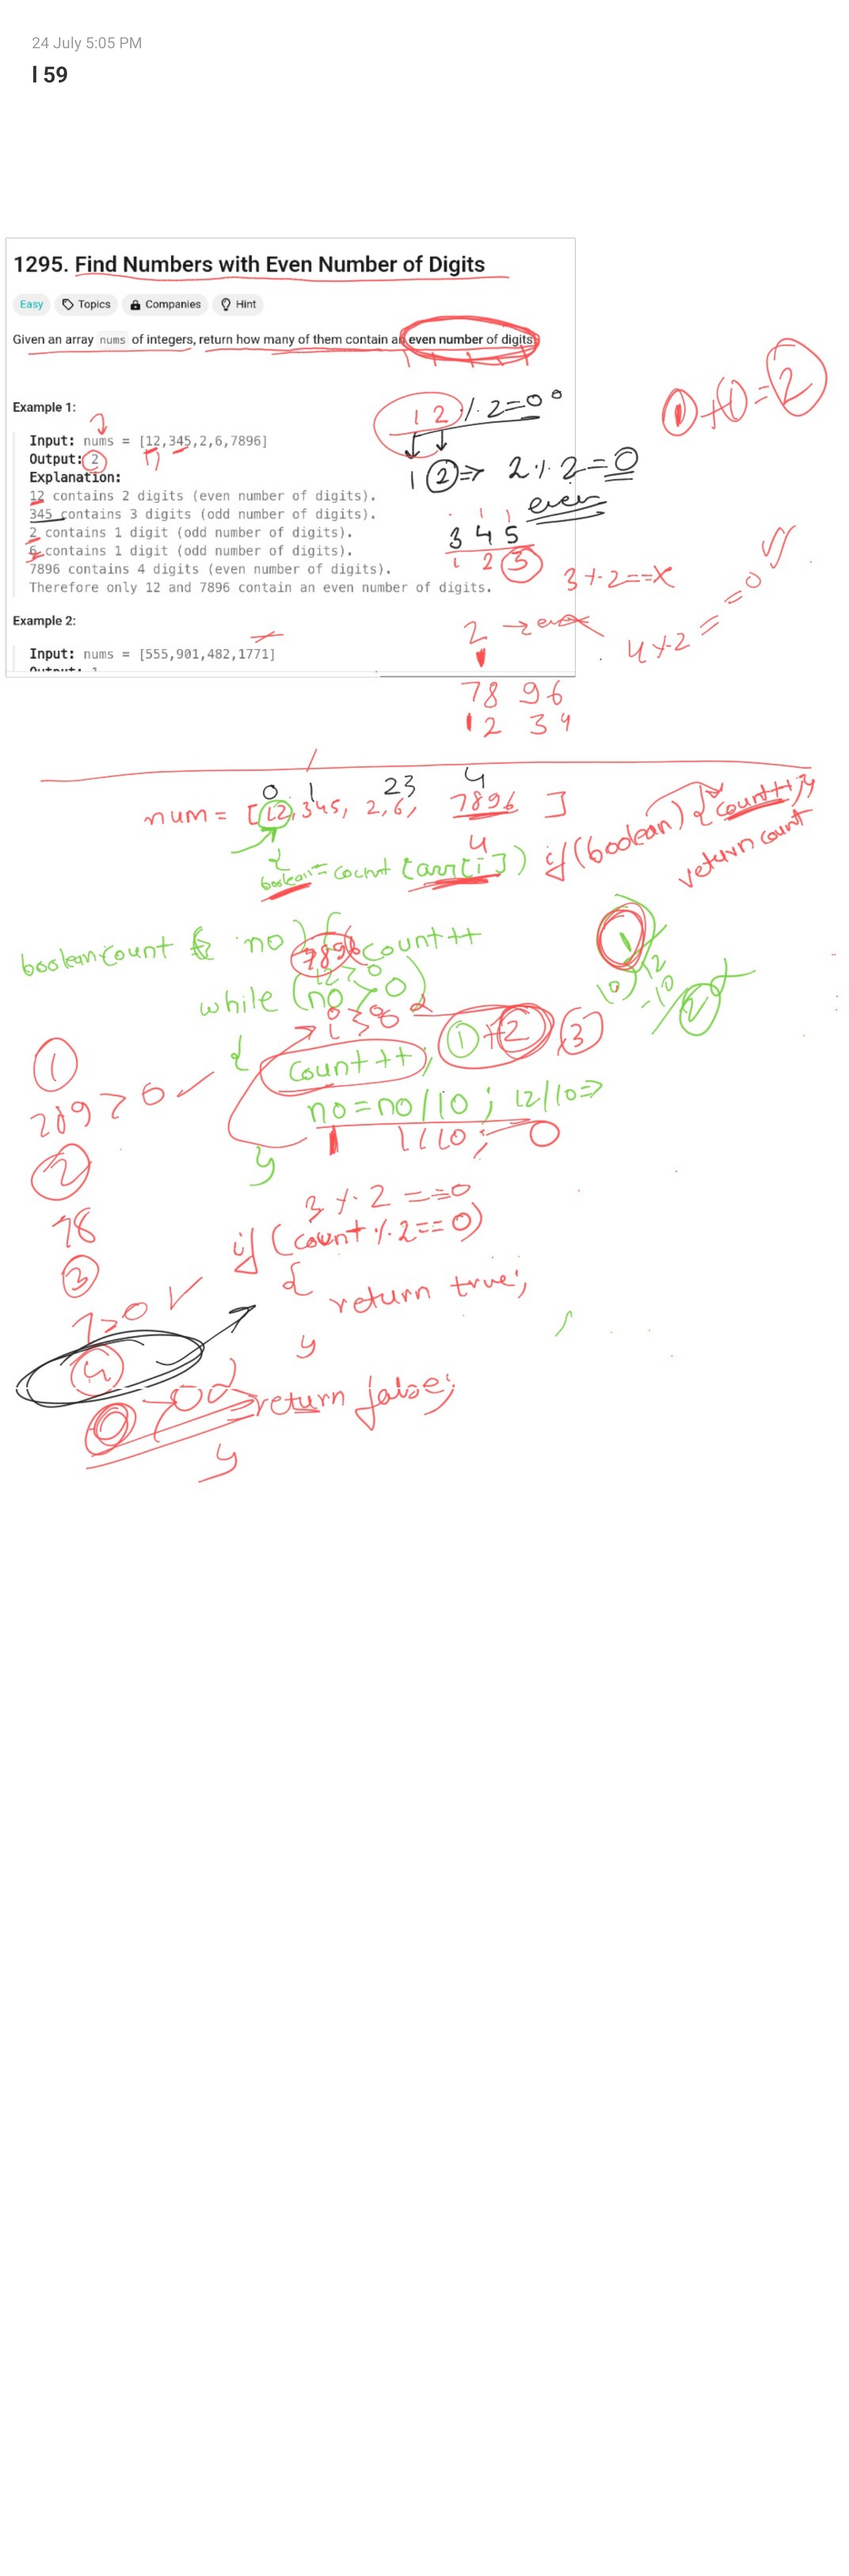 24 July 5:05 PM
l 59
1295. Find Numbers with Even Number of Digits
Easy Topics Companies Hint
Given an array nums of integers, return how many of them contain an even number of digits.
Example 1:
Input: nums = [12,345,2,6,7896]
Output: 2
Explanation:
12 contains 2 digits (even number of digits).
345 contains 3 digits (odd number of digits).
2 contains 1 digit (odd number of digits).
6 contains 1 digit (odd number of digits).
7896 contains 4 digits (even number of digits).
Therefore only 12 and 7896 contain an even number of digits.
Example 2:
Input: nums = [555,901,482,1771]
Output: 1
12 % 2=0
1+1=2
1 2 => 2%2=0
even
345
1 2 3
3%2==X
2 → even
4%2==0
78 96
1 2 3 4
0 1 23 4
num = [12,345, 2,6, 7896 ]
4
boolean = count (arr[i]) if(boolean) { count++; }
return count
boolean count no) {
7896 count++
12>0
while (no>0)
{
count++; 1+2 3
no=no/10; 12/10=>
1/10; 0
}
1
789>0
2
78
3
7>0
4
0>0
3%2==0
if (count%2==0)
{
return true;
}
return false;
}